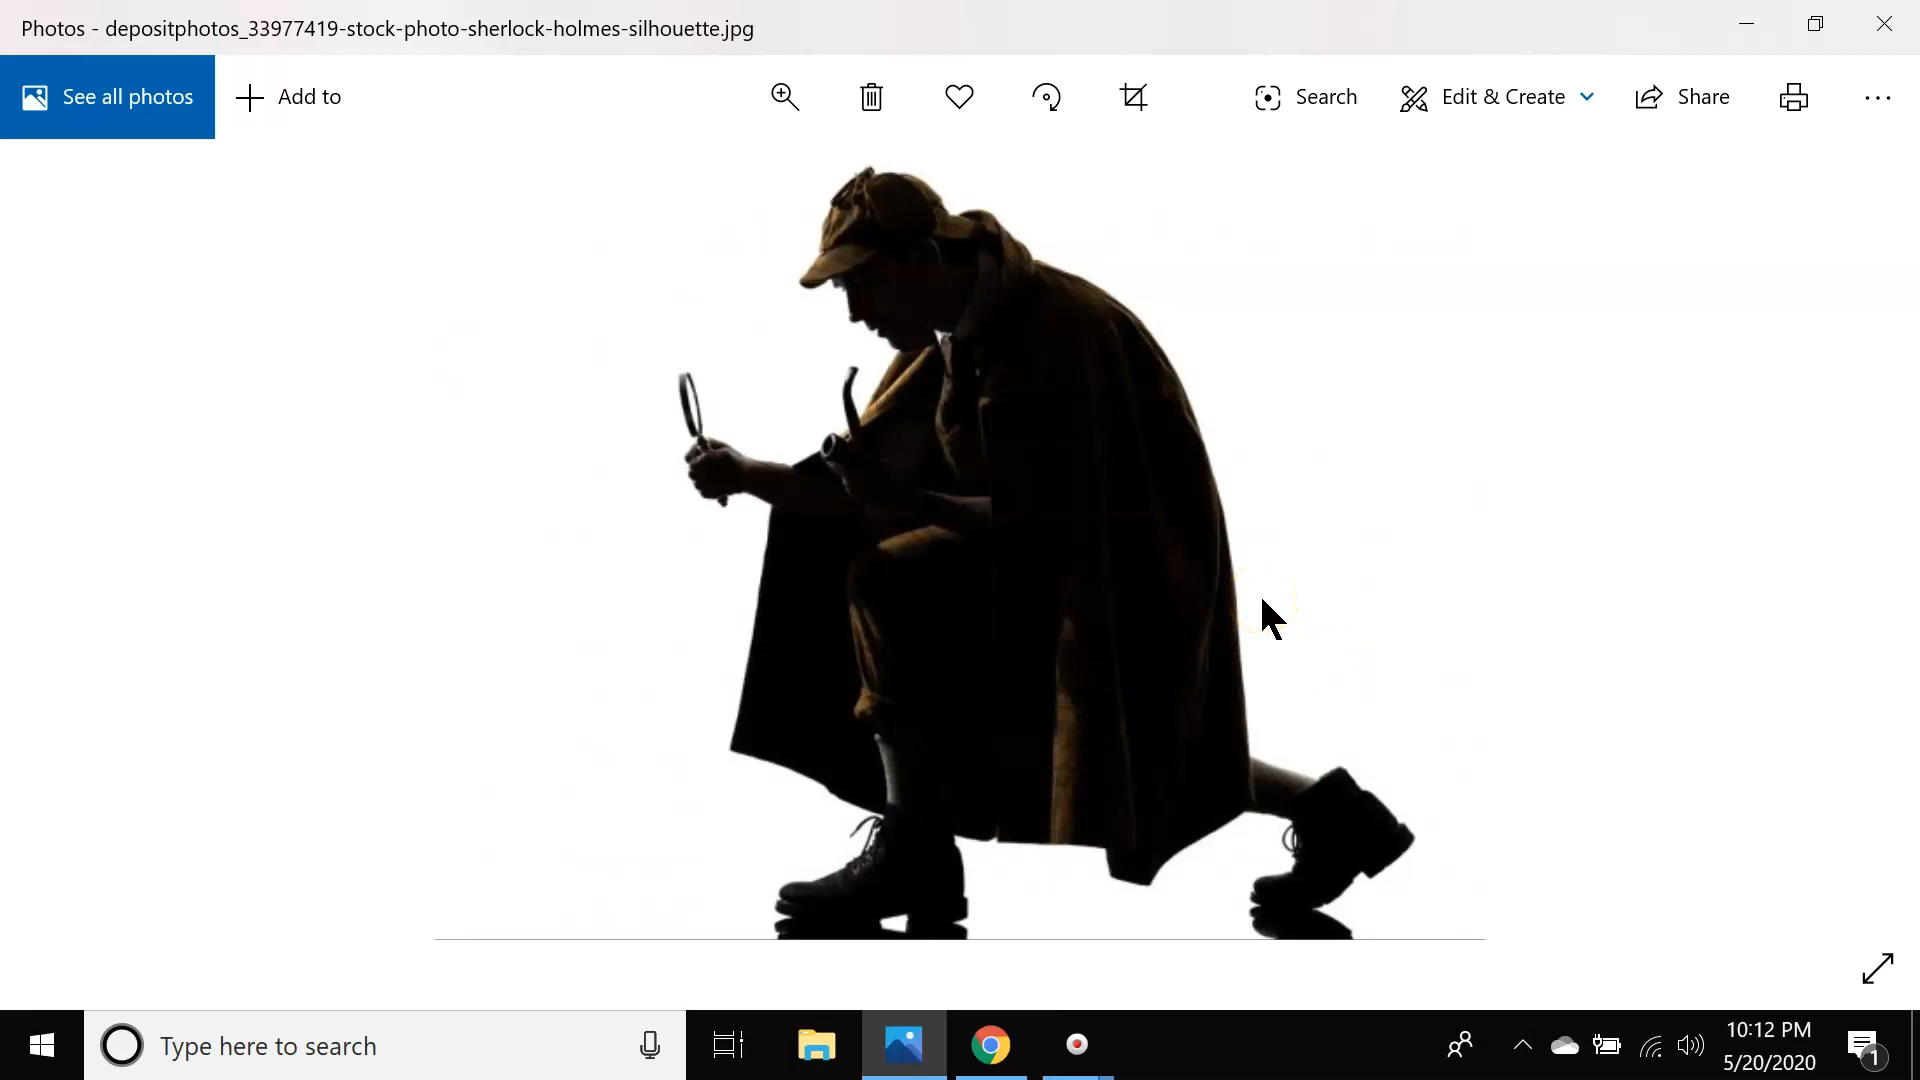 Photos - depositphotos_33977419-stock-photo-sherlock-holmes-silhouette.jpg
See all photos
Add to
Search
Edit & Create
Share
Type here to search
10:12 PM
5/20/2020
1